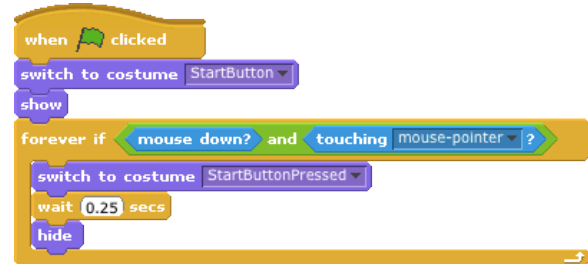 when clicked
switch to costume StartButton
show
forever if mouse down? and touching mouse-pointer ?
switch to costume StartButtonPressed
wait 0.25 secs
hide